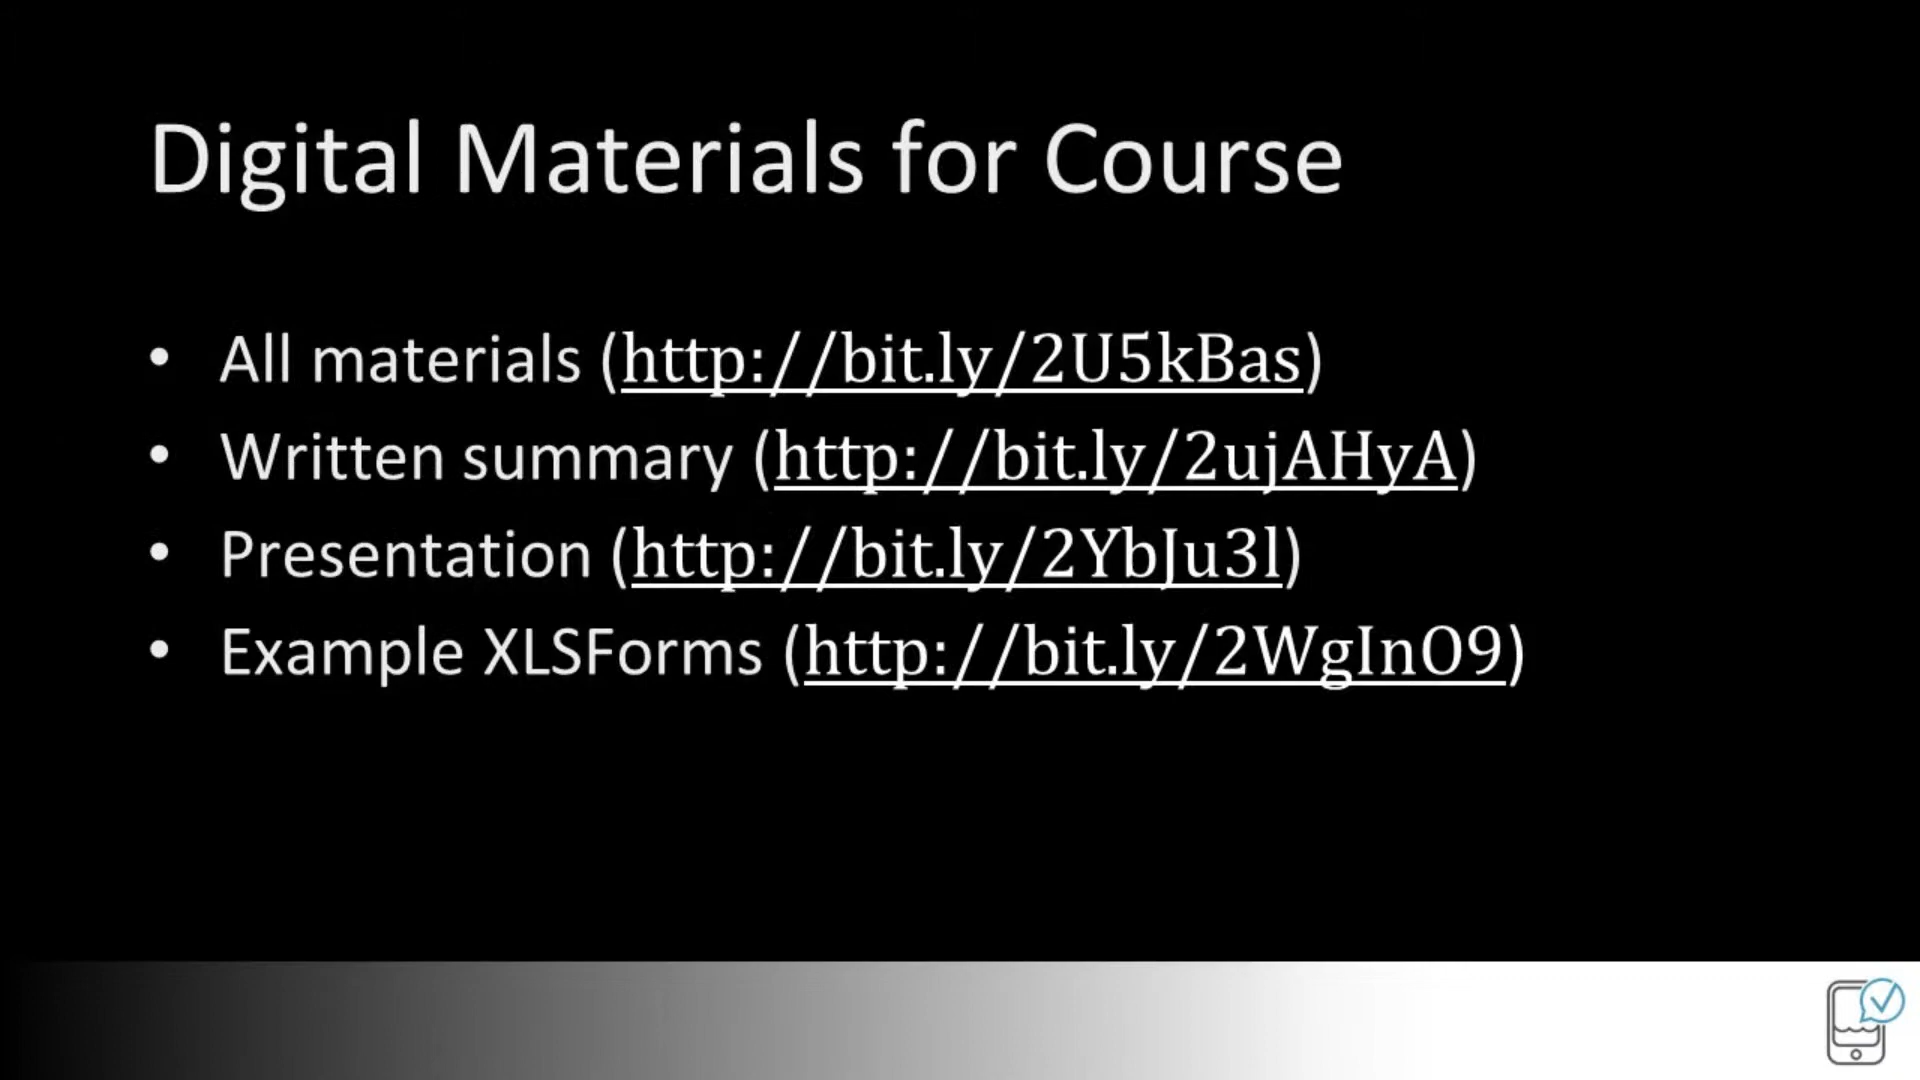 Digital Materials for Course
• All materials (http://bit.ly/2U5kBas)
• Written summary (http://bit.ly/2ujAHyA)
• Presentation (http://bit.ly/2YbJu3l)
• Example XLSForms (http://bit.ly/2WgInO9)